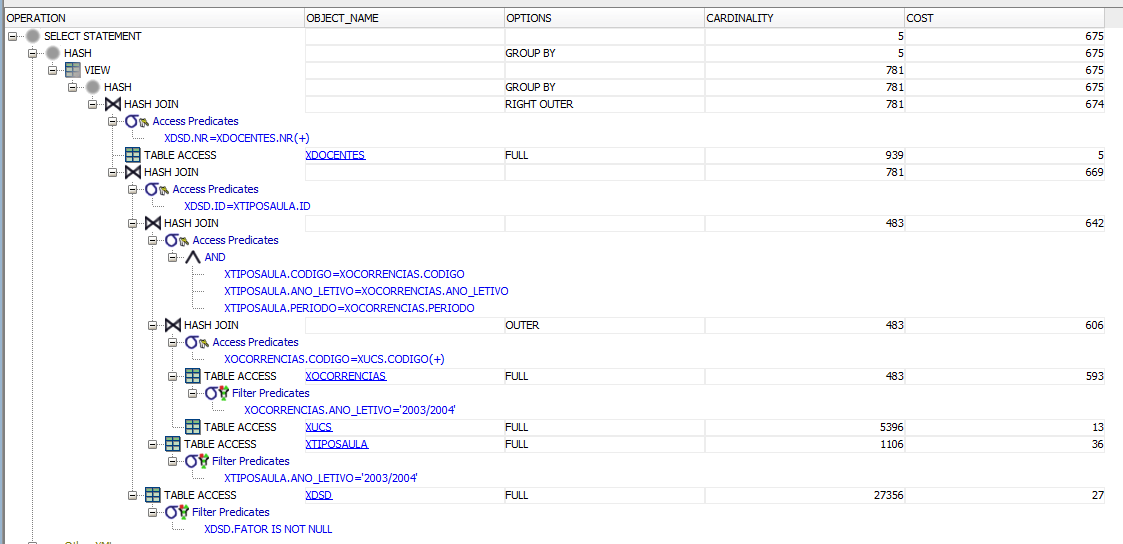 OPERATION OBJECT_NAME OPTIONS CARDINALITY COST
SELECT STATEMENT 5 675
HASH GROUP BY 5 675
VIEW 781 675
HASH GROUP BY 781 675
HASH JOIN RIGHT OUTER 781 674
Access Predicates
XDSD.NR=XDOCENTES.NR(+)
TABLE ACCESS XDOCENTES FULL 939 5
HASH JOIN 781 669
Access Predicates
XDSD.ID=XTIPOSAULA.ID
HASH JOIN 483 642
Access Predicates
AND
XTIPOSAULA.CODIGO=XOCORRENCIAS.CODIGO
XTIPOSAULA.ANO_LETIVO=XOCORRENCIAS.ANO_LETIVO
XTIPOSAULA.PERIODO=XOCORRENCIAS.PERIODO
HASH JOIN OUTER 483 606
Access Predicates
XOCORRENCIAS.CODIGO=XUCS.CODIGO(+)
TABLE ACCESS XOCORRENCIAS FULL 483 593
Filter Predicates
XOCORRENCIAS.ANO_LETIVO='2003/2004'
TABLE ACCESS XUCS FULL 5396 13
TABLE ACCESS XTIPOSAULA FULL 1106 36
Filter Predicates
XTIPOSAULA.ANO_LETIVO='2003/2004'
TABLE ACCESS XDSD FULL 27356 27
Filter Predicates
XDSD.FATOR IS NOT NULL